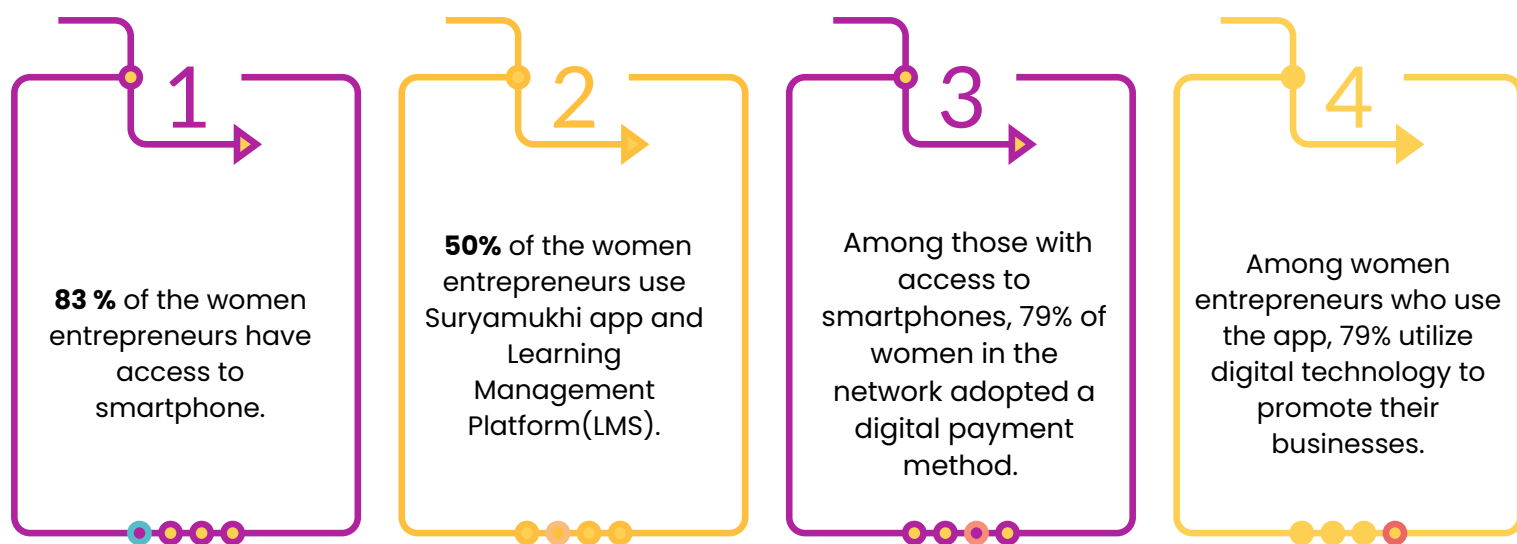 1
83 % of the women
entrepreneurs have
access to
smartphone.
2
50% of the women
entrepreneurs use
Suryamukhi app and
Learning
Management
Platform(LMS).
3
Among those with
access to
smartphones, 79% of
women in the
network adopted a
digital payment
method.
4
Among women
entrepreneurs who use
the app, 79% utilize
digital technology to
promote their
businesses.